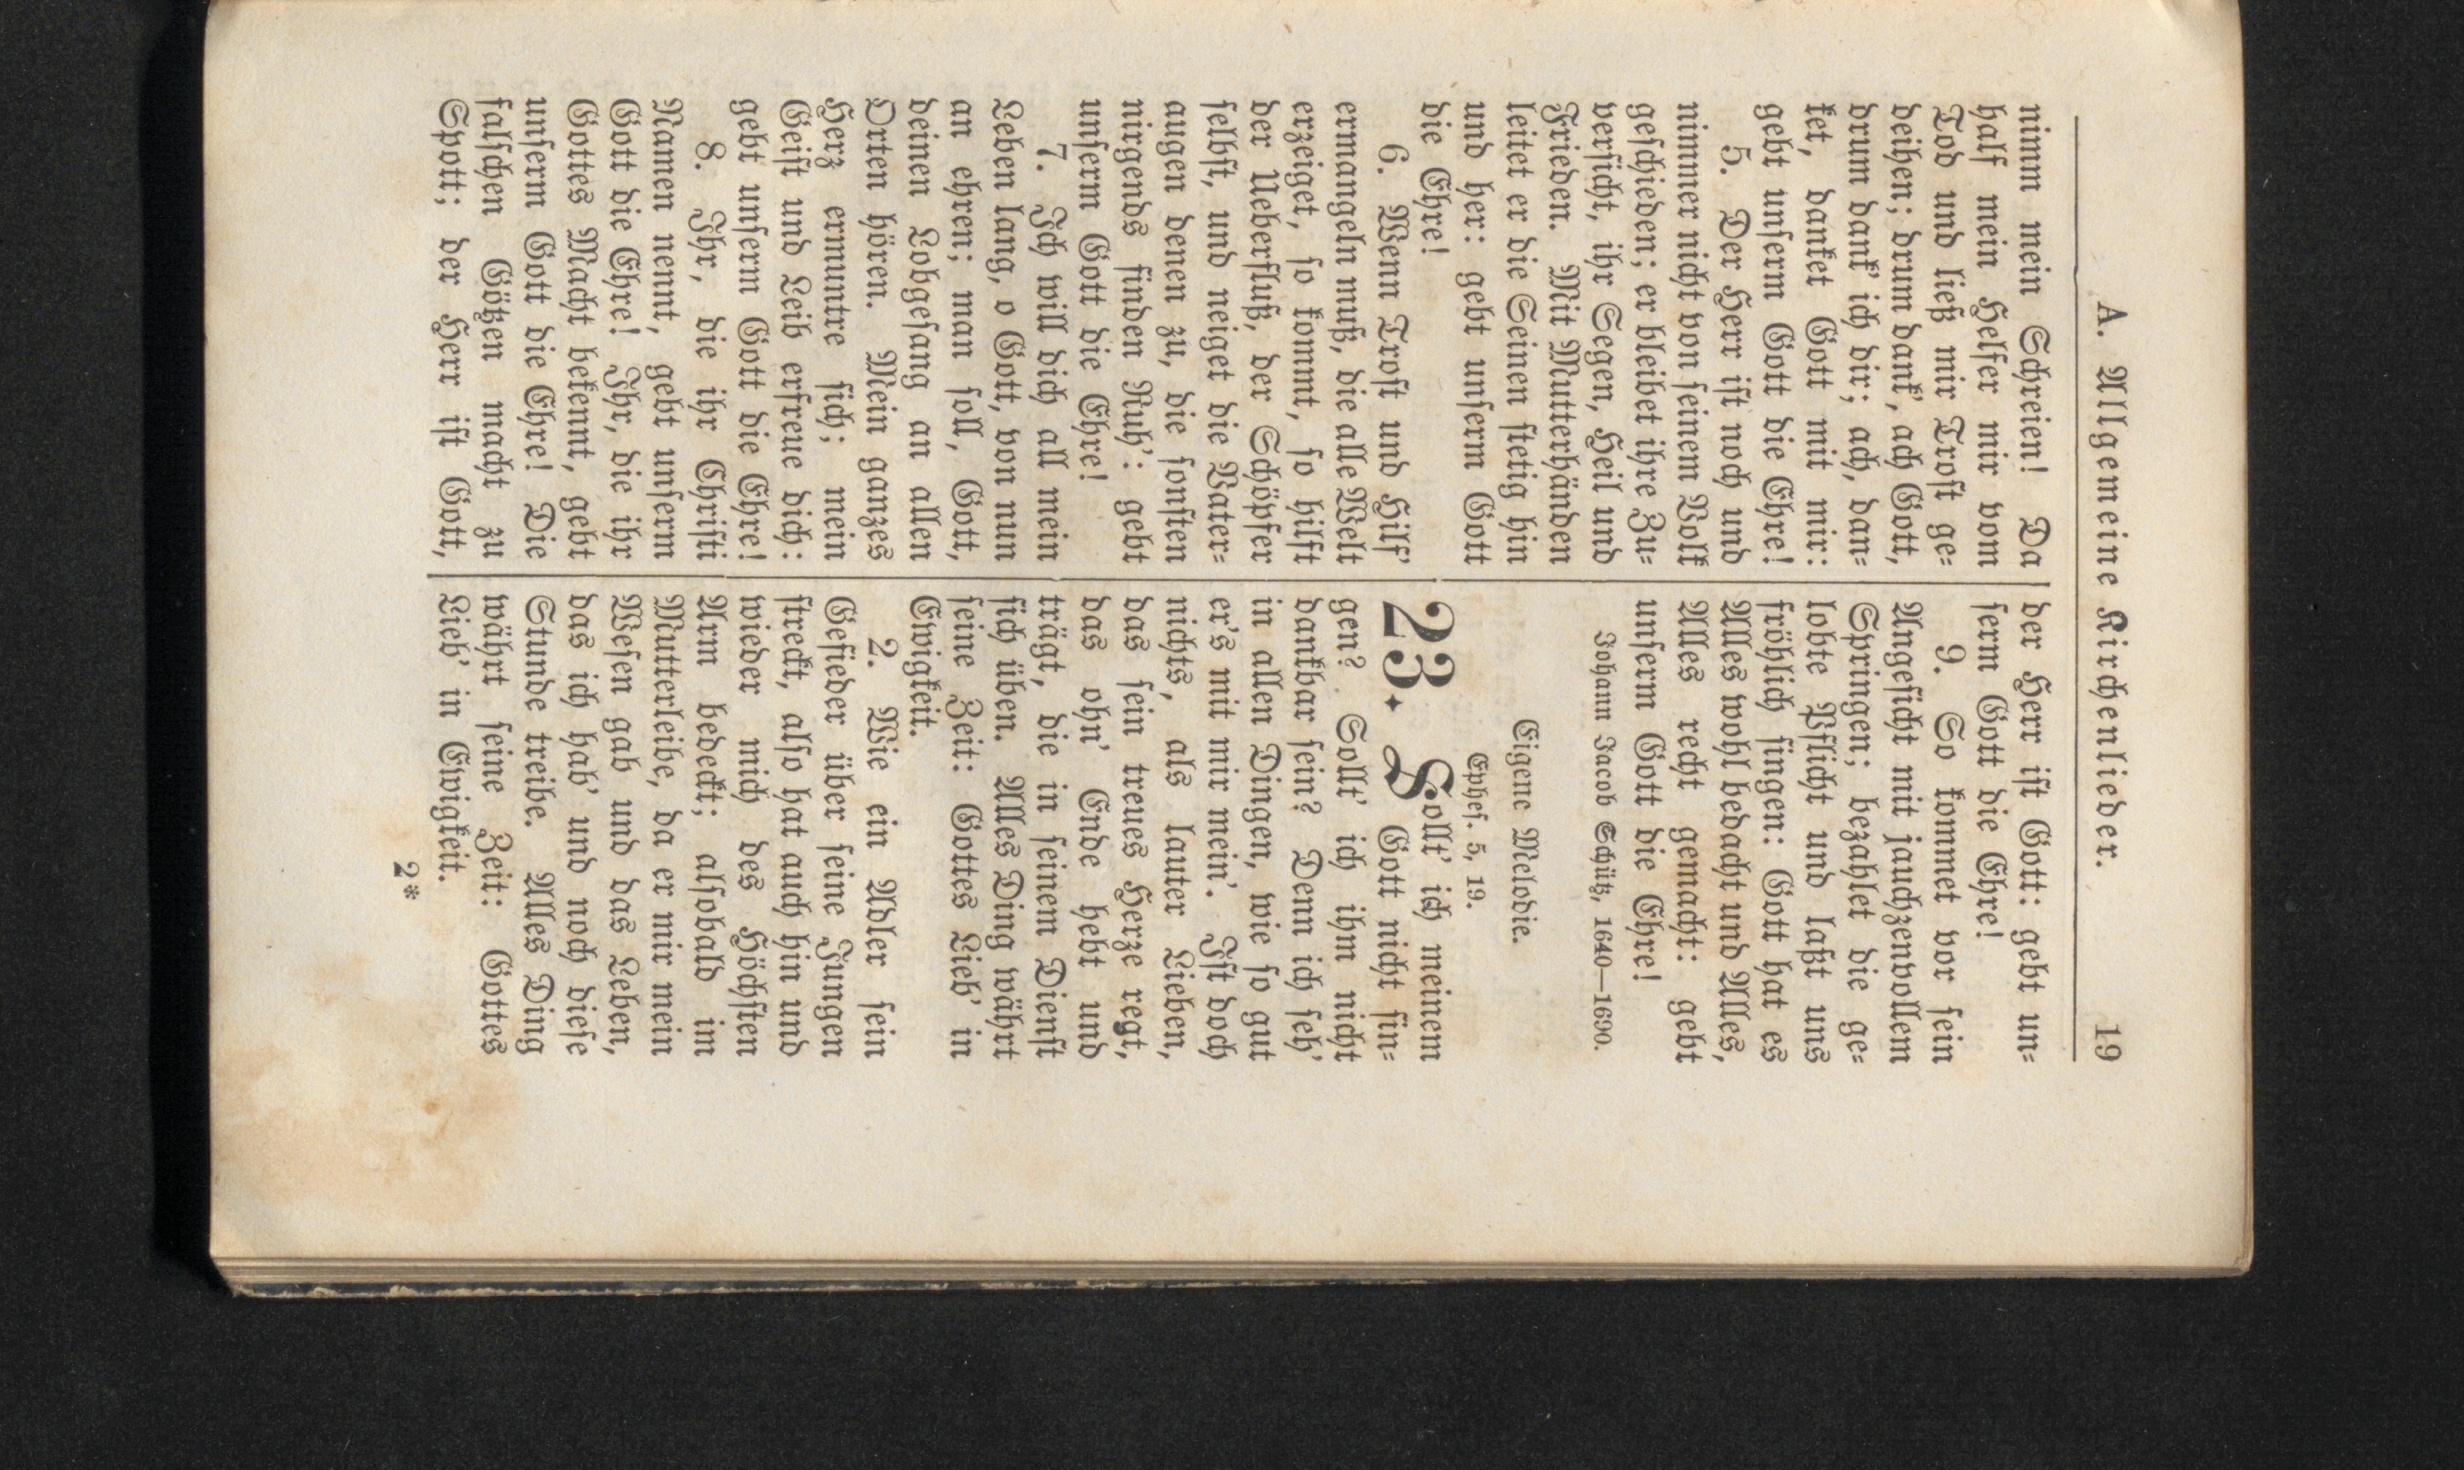 A. Allgemeine Kirchenlieder. 19
nimm mein Schreien! Da
half mein Helfer mir vom
Tod und ließ mir Trost ge-
deihen; drum dank', ach Gott,
drum dank' ich dir; ach, dan-
ket, danket Gott mit mir:
gebt unserm Gott die Ehre!
5. Der Herr ist noch und
nimmer nicht von seinem Volk
geschieden; er bleibet ihre Zu-
versicht, ihr Segen, Heil und
Frieden. Mit Mutterhänden
leitet er die Seinen stetig hin
und her: gebt unserm Gott
die Ehre!
6. Wenn Trost und Hilf'
ermangeln muß, die alle Welt
erzeiget, so kommt, so hilft
der Ueberfluß, der Schöpfer
selbst, und neiget die Vater-
augen denen zu, die sonsten
nirgends finden Ruh': gebt
unserm Gott die Ehre!
7. Ich will dich all mein
Leben lang, o Gott, von nun
an ehren; man soll, Gott,
deinen Lobgesang an allen
Orten hören. Mein ganzes
Herz ermuntre sich; mein
Geist und Leib erfreue dich:
gebt unserm Gott die Ehre!
8. Ihr, die ihr Christi
Namen nennt, gebt unserm
Gott die Ehre! Ihr, die ihr
Gottes Macht bekennt, gebt
unserm Gott die Ehre! Die
falschen Götzen macht zu
Spott; der Herr ist Gott,
der Herr ist Gott: gebt un-
serm Gott die Ehre!
9. So kommet vor sein
Angesicht mit jauchzenvollem
Springen; bezahlet die ge-
lobte Pflicht und laßt uns
fröhlich singen: Gott hat es
Alles wohl bedacht und Alles,
Alles recht gemacht: gebt
unserm Gott die Ehre!
Johann Jacob Schütz, 1640—1690.
Eigene Melodie.
Ephes. 5, 19.
23. Sollt' ich meinem
Gott nicht sin-
gen? Sollt' ich ihm nicht
dankbar sein? Denn ich seh'
in allen Dingen, wie so gut
er's mit mir mein'. Ist doch
nichts, als lauter Lieben,
das sein treues Herze regt,
das ohn' Ende hebt und
trägt, die in seinem Dienst
sich üben. Alles Ding währt
seine Zeit: Gottes Lieb' in
Ewigkeit.
2. Wie ein Adler sein
Gefieder über seine Jungen
streckt, also hat auch hin und
wieder mich des Höchsten
Arm bedeckt; alsobald im
Mutterleibe, da er mir mein
Wesen gab und das Leben,
das ich hab' und noch diese
Stunde treibe. Alles Ding
währt seine Zeit: Gottes
Lieb' in Ewigkeit.
2*